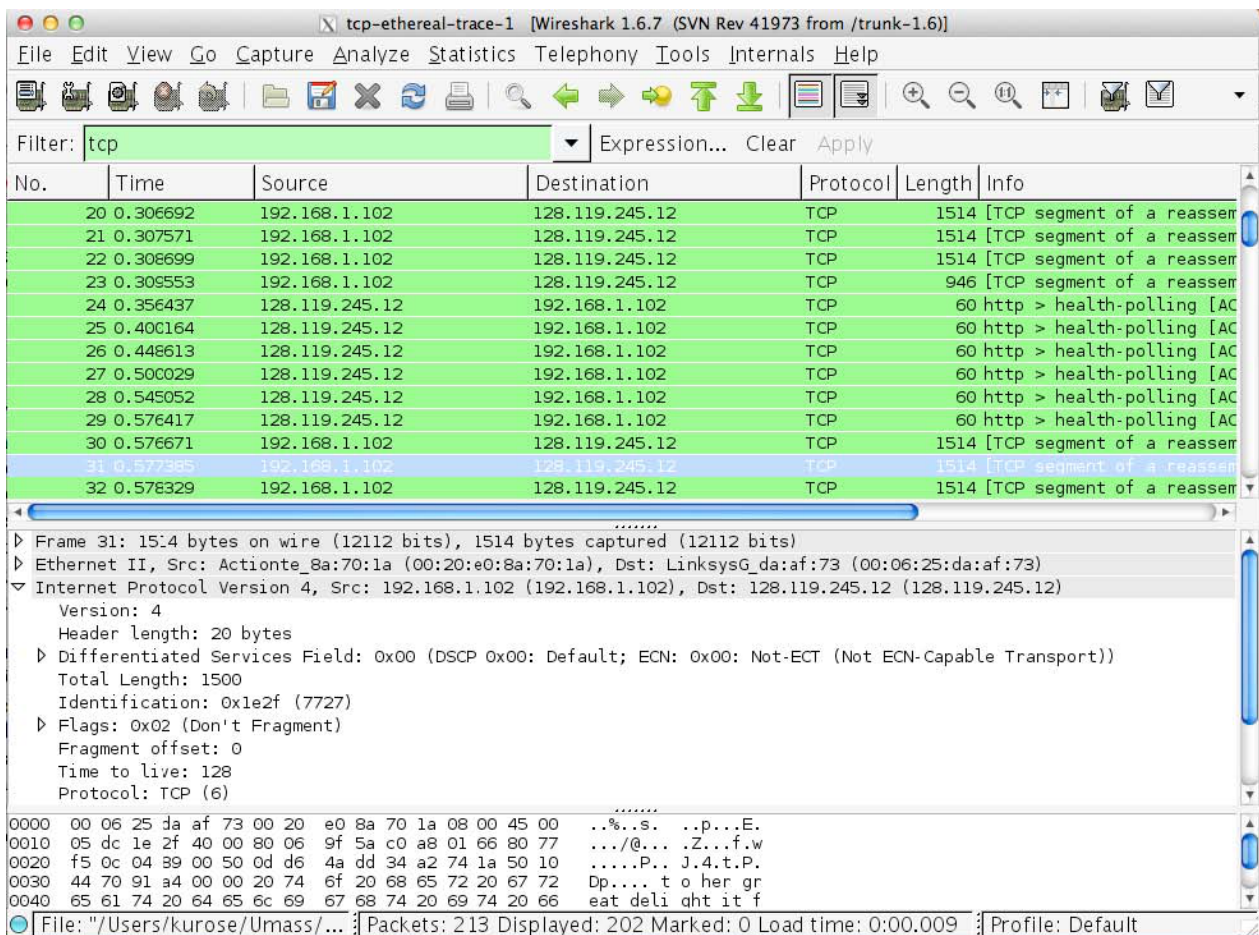 tcp-ethereal-trace-1 [Wireshark 1.6.7 (SVN Rev 41973 from /trunk-1.6)]
File Edit View Go Capture Analyze Statistics Telephony Tools Internals Help
Filter: tcp Expression... Clear Apply
No. Time Source Destination Protocol Length Info
20 0.306692 192.168.1.102 128.119.245.12 TCP 1514 [TCP segment of a reassem
21 0.307571 192.168.1.102 128.119.245.12 TCP 1514 [TCP segment of a reassem
22 0.308699 192.168.1.102 128.119.245.12 TCP 1514 [TCP segment of a reassem
23 0.309553 192.168.1.102 128.119.245.12 TCP 946 [TCP segment of a reassem
24 0.356437 128.119.245.12 192.168.1.102 TCP 60 http > health-polling [AC
25 0.400164 128.119.245.12 192.168.1.102 TCP 60 http > health-polling [AC
26 0.448613 128.119.245.12 192.168.1.102 TCP 60 http > health-polling [AC
27 0.500029 128.119.245.12 192.168.1.102 TCP 60 http > health-polling [AC
28 0.545052 128.119.245.12 192.168.1.102 TCP 60 http > health-polling [AC
29 0.576417 128.119.245.12 192.168.1.102 TCP 60 http > health-polling [AC
30 0.576671 192.168.1.102 128.119.245.12 TCP 1514 [TCP segment of a reassem
31 0.577385 192.168.1.102 128.119.245.12 TCP 1514 [TCP segment of a reassem
32 0.578329 192.168.1.102 128.119.245.12 TCP 1514 [TCP segment of a reassem
Frame 31: 1514 bytes on wire (12112 bits), 1514 bytes captured (12112 bits)
Ethernet II, Src: Actionte_8a:70:1a (00:20:e0:8a:70:1a), Dst: LinksysG_da:af:73 (00:06:25:da:af:73)
Internet Protocol Version 4, Src: 192.168.1.102 (192.168.1.102), Dst: 128.119.245.12 (128.119.245.12)
Version: 4
Header length: 20 bytes
Differentiated Services Field: 0x00 (DSCP 0x00: Default; ECN: 0x00: Not-ECT (Not ECN-Capable Transport))
Total Length: 1500
Identification: 0x1e2f (7727)
Flags: 0x02 (Don't Fragment)
Fragment offset: 0
Time to live: 128
Protocol: TCP (6)
0000 00 06 25 da af 73 00 20 e0 8a 70 1a 08 00 45 00 ..%..s. ..p...E.
0010 05 dc 1e 2f 40 00 80 06 9f 5a c0 a8 01 66 80 77 .../@... .Z...f.w
0020 f5 0c 04 89 00 50 0d d6 4a dd 34 a2 74 1a 50 10 .....P.. J.4.t.P.
0030 44 70 91 a4 00 00 20 74 6f 20 68 65 72 20 67 72 Dp.... t o her gr
0040 65 61 74 20 64 65 6c 69 67 68 74 20 69 74 20 66 eat deli ght it f
File: "/Users/kurose/Umass/... Packets: 213 Displayed: 202 Marked: 0 Load time: 0:00.009 Profile: Default